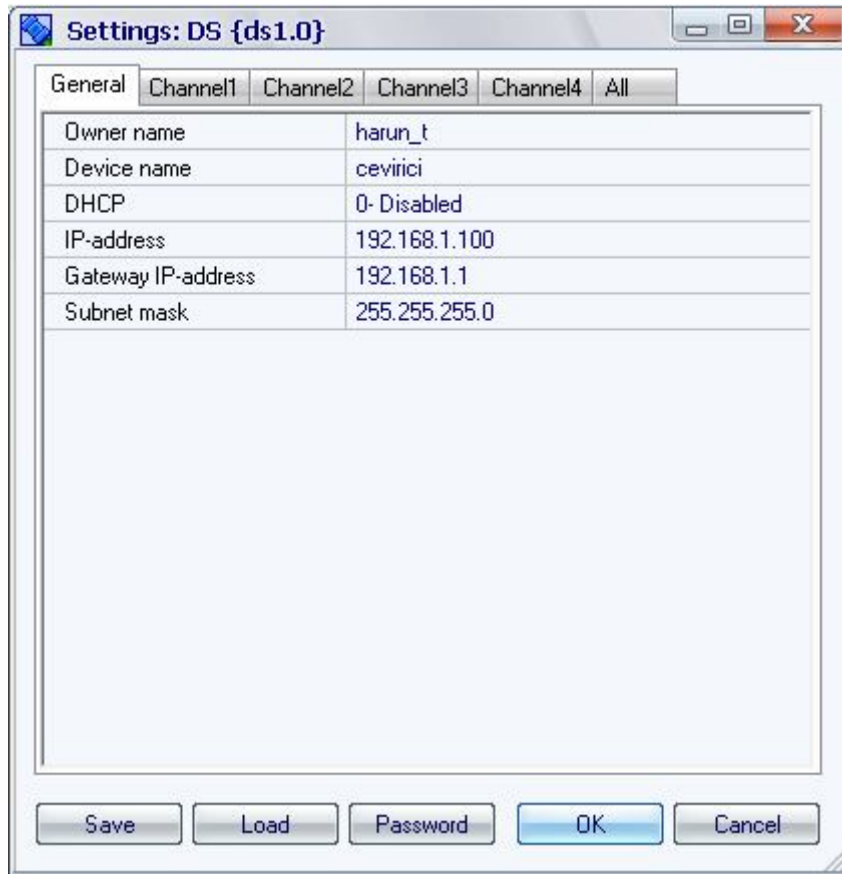 Settings: DS {ds1.0}
General Channel1 Channel2 Channel3 Channel4 All
Owner name harun_t
Device name cevirici
DHCP 0- Disabled
IP-address 192.168.1.100
Gateway IP-address 192.168.1.1
Subnet mask 255.255.255.0
Save Load Password OK Cancel